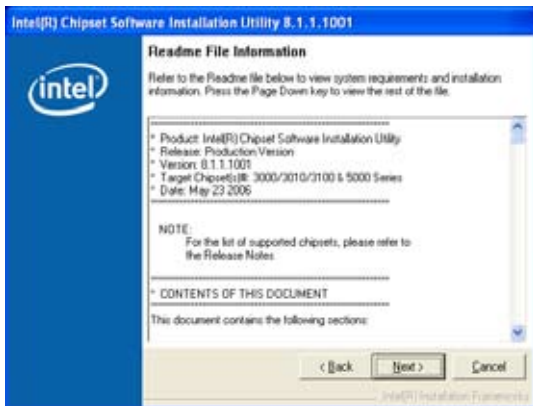 Intel(R) Chipset Software Installation Utility 8.1.1.1001
intel
Readme File Information
Refer to the Readme file below to view system requirements and installation
information. Press the Page Down key to view the rest of the file.
************************************************
* Product: Intel(R) Chipset Software Installation Utility
* Release: Production Version
* Version: 8.1.1.1001
* Target Chipset(s)#: 3000/3010/3100 & 5000 Series
* Date: May 23 2006
************************************************
NOTE:
For the list of supported chipsets, please refer to
the Release Notes
************************************************
* CONTENTS OF THIS DOCUMENT
************************************************
This document contains the following sections:
< Back
Next >
Cancel
Intel(R) Installation Frameworks